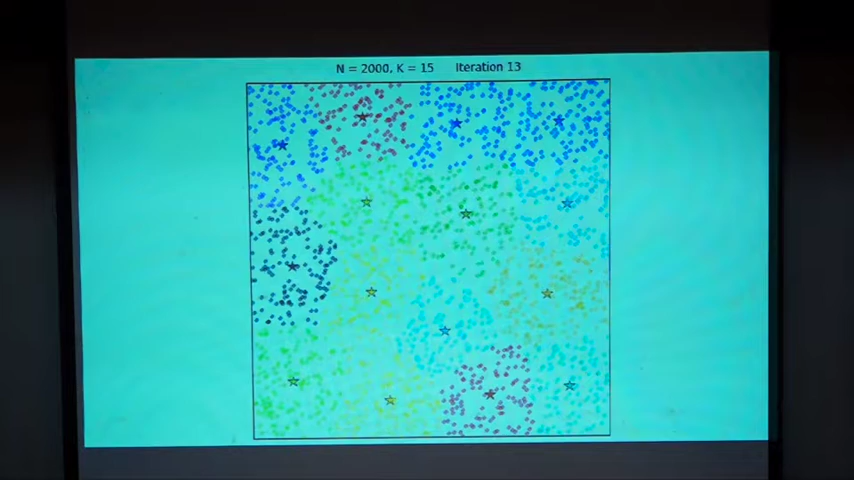 N = 2000, K = 15 Iteration 13